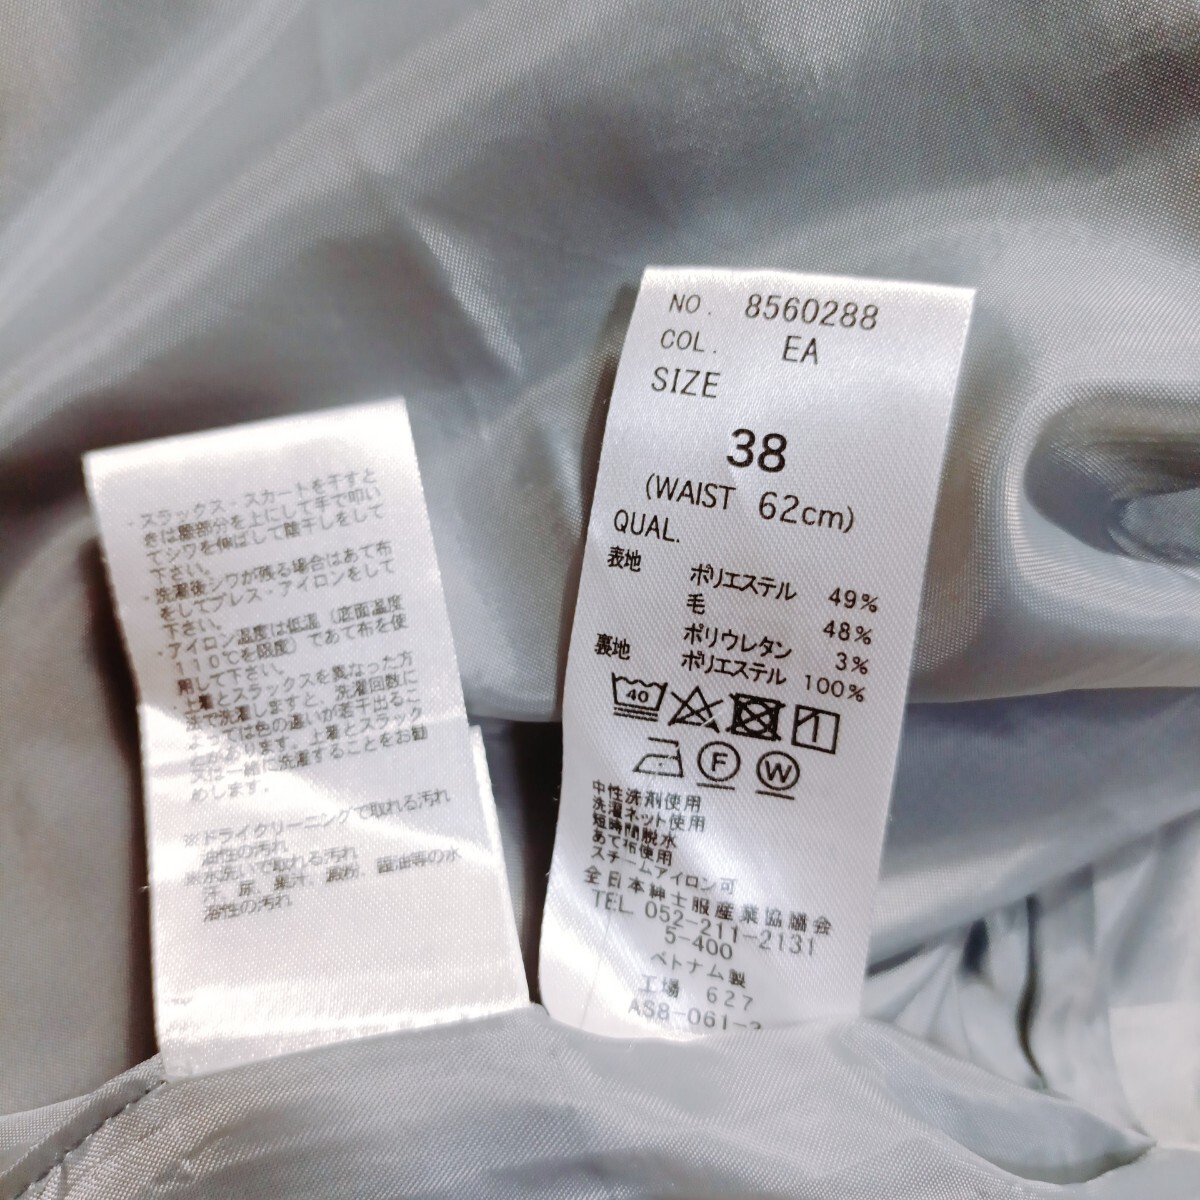 ・スラックス・スカートを干すと
きは腰部分を上にして手で叩い
てシワを伸ばして陰干しをして
下さい。
・洗濯後シワが残る場合はあて布
をしてプレス・アイロンをして
下さい。
・アイロン温度は低温(底面温度
110℃を限度)であて布を使
用して下さい。
・上着とスラックスを異なった方
法で洗濯しますと、洗濯回数に
よっては色の違いが若干出るこ
とがあります。上着とスラック
スは一緒に洗濯することをお勧
めします。
※ドライクリーニングで取れる汚れ
油性の汚れ
※水洗いで取れる汚れ
汗、尿、果汁、澱粉、醤油等の水
溶性の汚れ
NO. 8560288
COL. EA
SIZE
38
(WAIST 62cm)
QUAL.
表地 ポリエステル 49%
毛 48%
ポリウレタン 3%
裏地 ポリエステル 100%
40
F W
中性洗剤使用
洗濯ネット使用
短時間脱水
あて布使用
スチームアイロン可
全日本紳士服産業協議会
TEL 052-211-2131
5-400
ベトナム製
工場 627
AS8-061-